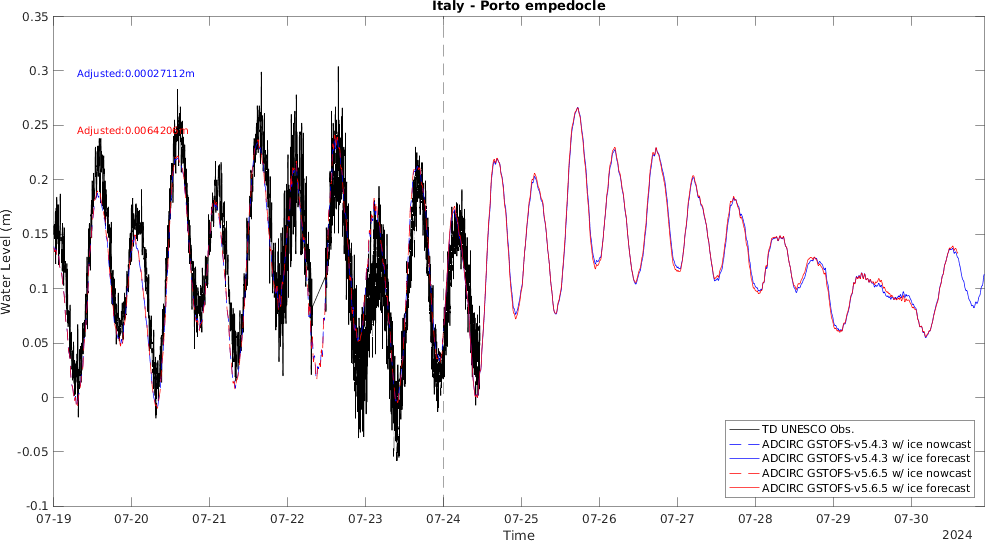 Italy - Porto empedocle
0.35
0.3
0.25
0.2
0.15
0.1
0.05
0
-0.05
-0.1
Water Level (m)
Adjusted:0.00027112m
TD UNESCO Obs.
ADCIRC GSTOFS-v5.4.3 w/ ice nowcast
ADCIRC GSTOFS-v5.4.3 w/ ice forecast
ADCIRC GSTOFS-v5.6.5 w/ ice nowcast
ADCIRC GSTOFS-v5.6.5 w/ ice forecast
07-19 07-20 07-21 07-22 07-23 07-24 07-25 07-26 07-27 07-28 07-29 07-30
Time
2024